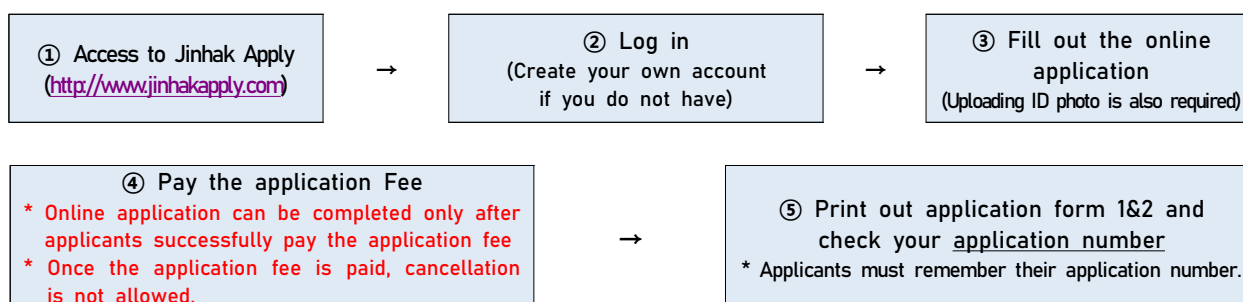 ① Access to Jinhak Apply
(http://www.jinhakapply.com)
→
② Log in
(Create your own account
if you do not have)
→
③ Fill out the online
application
(Uploading ID photo is also required)
④ Pay the application Fee
* Online application can be completed only after
applicants successfully pay the application fee
* Once the application fee is paid, cancellation
is not allowed.
→
⑤ Print out application form 1&2 and
check your application number
* Applicants must remember their application number.